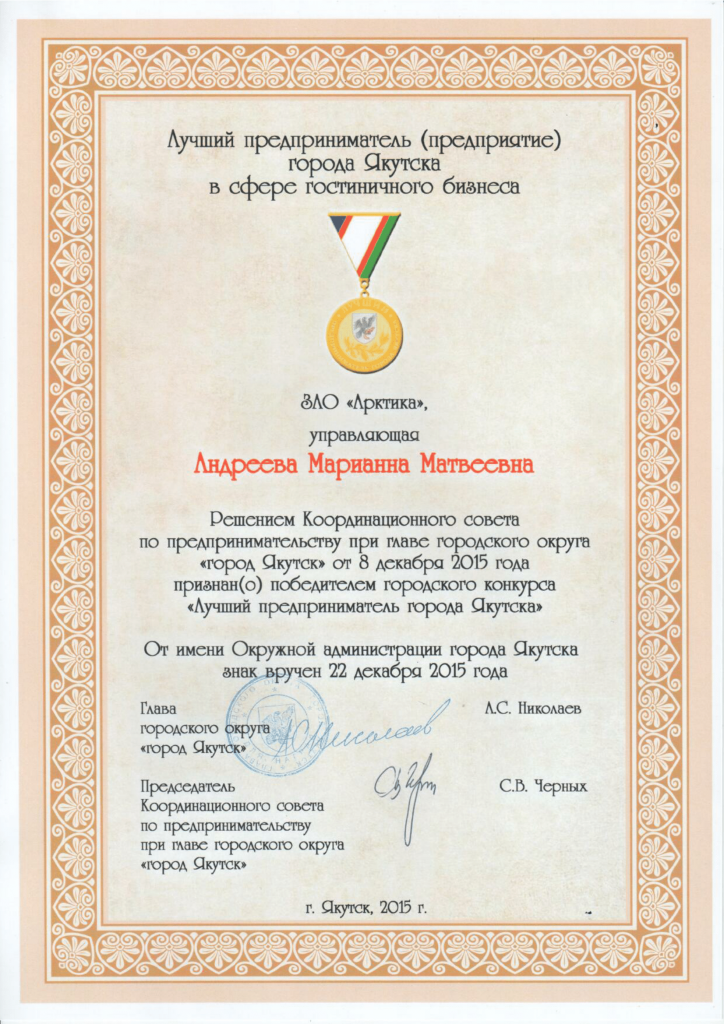 Лучший предприниматель (предприятие)
города Якутска
в сфере гостиничного бизнеса
ЗАО «Арктика»,
управляющая
Андреева Марианна Матвеевна
Решением Координационного совета
по предпринимательству при главе городского округа
«город Якутск» от 8 декабря 2015 года
признан(о) победителем городского конкурса
«Лучший предприниматель города Якутска»
От имени Окружной администрации города Якутска
знак вручен 22 декабря 2015 года
Глава
городского округа
«город Якутск»
Л.С. Николаев
А.С. Николаев
Председатель
Координационного совета
по предпринимательству
при главе городского округа
«город Якутск»
С.В. Черных
г. Якутск, 2015 г.